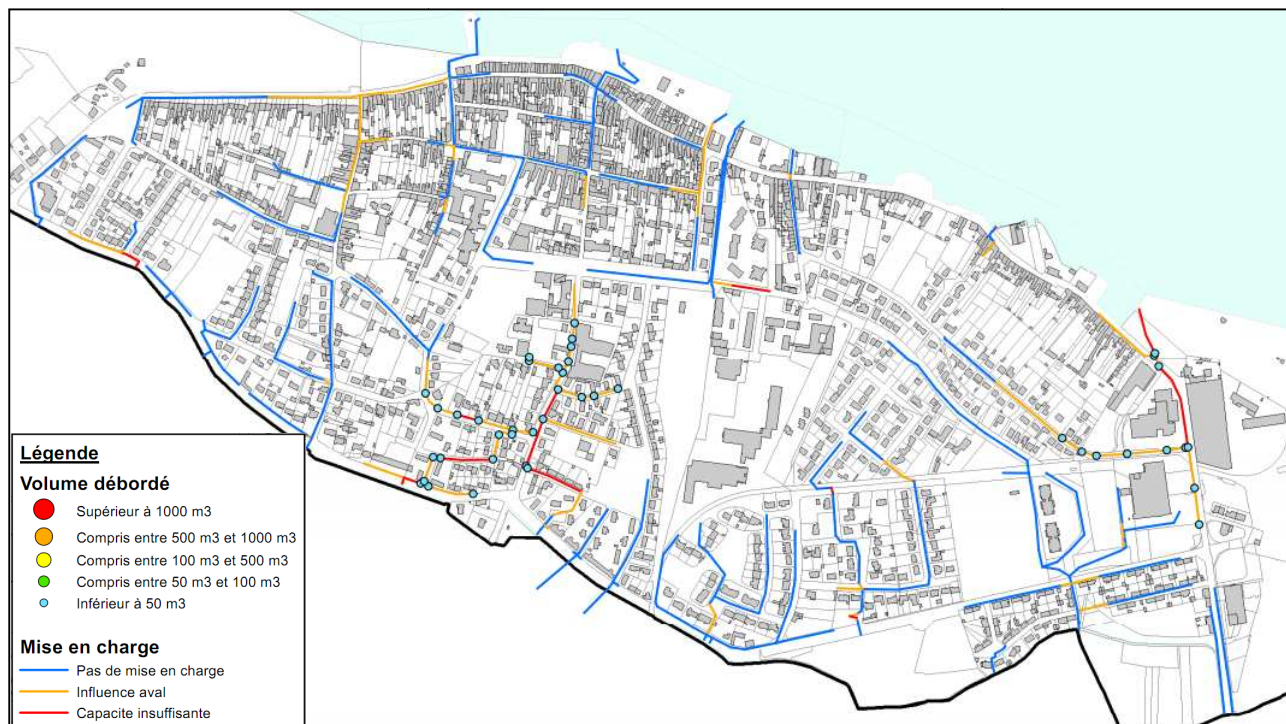 Légende
Volume débordé
Supérieur à 1000 m3
Compris entre 500 m3 et 1000 m3
Compris entre 100 m3 et 500 m3
Compris entre 50 m3 et 100 m3
Inférieur à 50 m3
Mise en charge
Pas de mise en charge
Influence aval
Capacite insuffisante